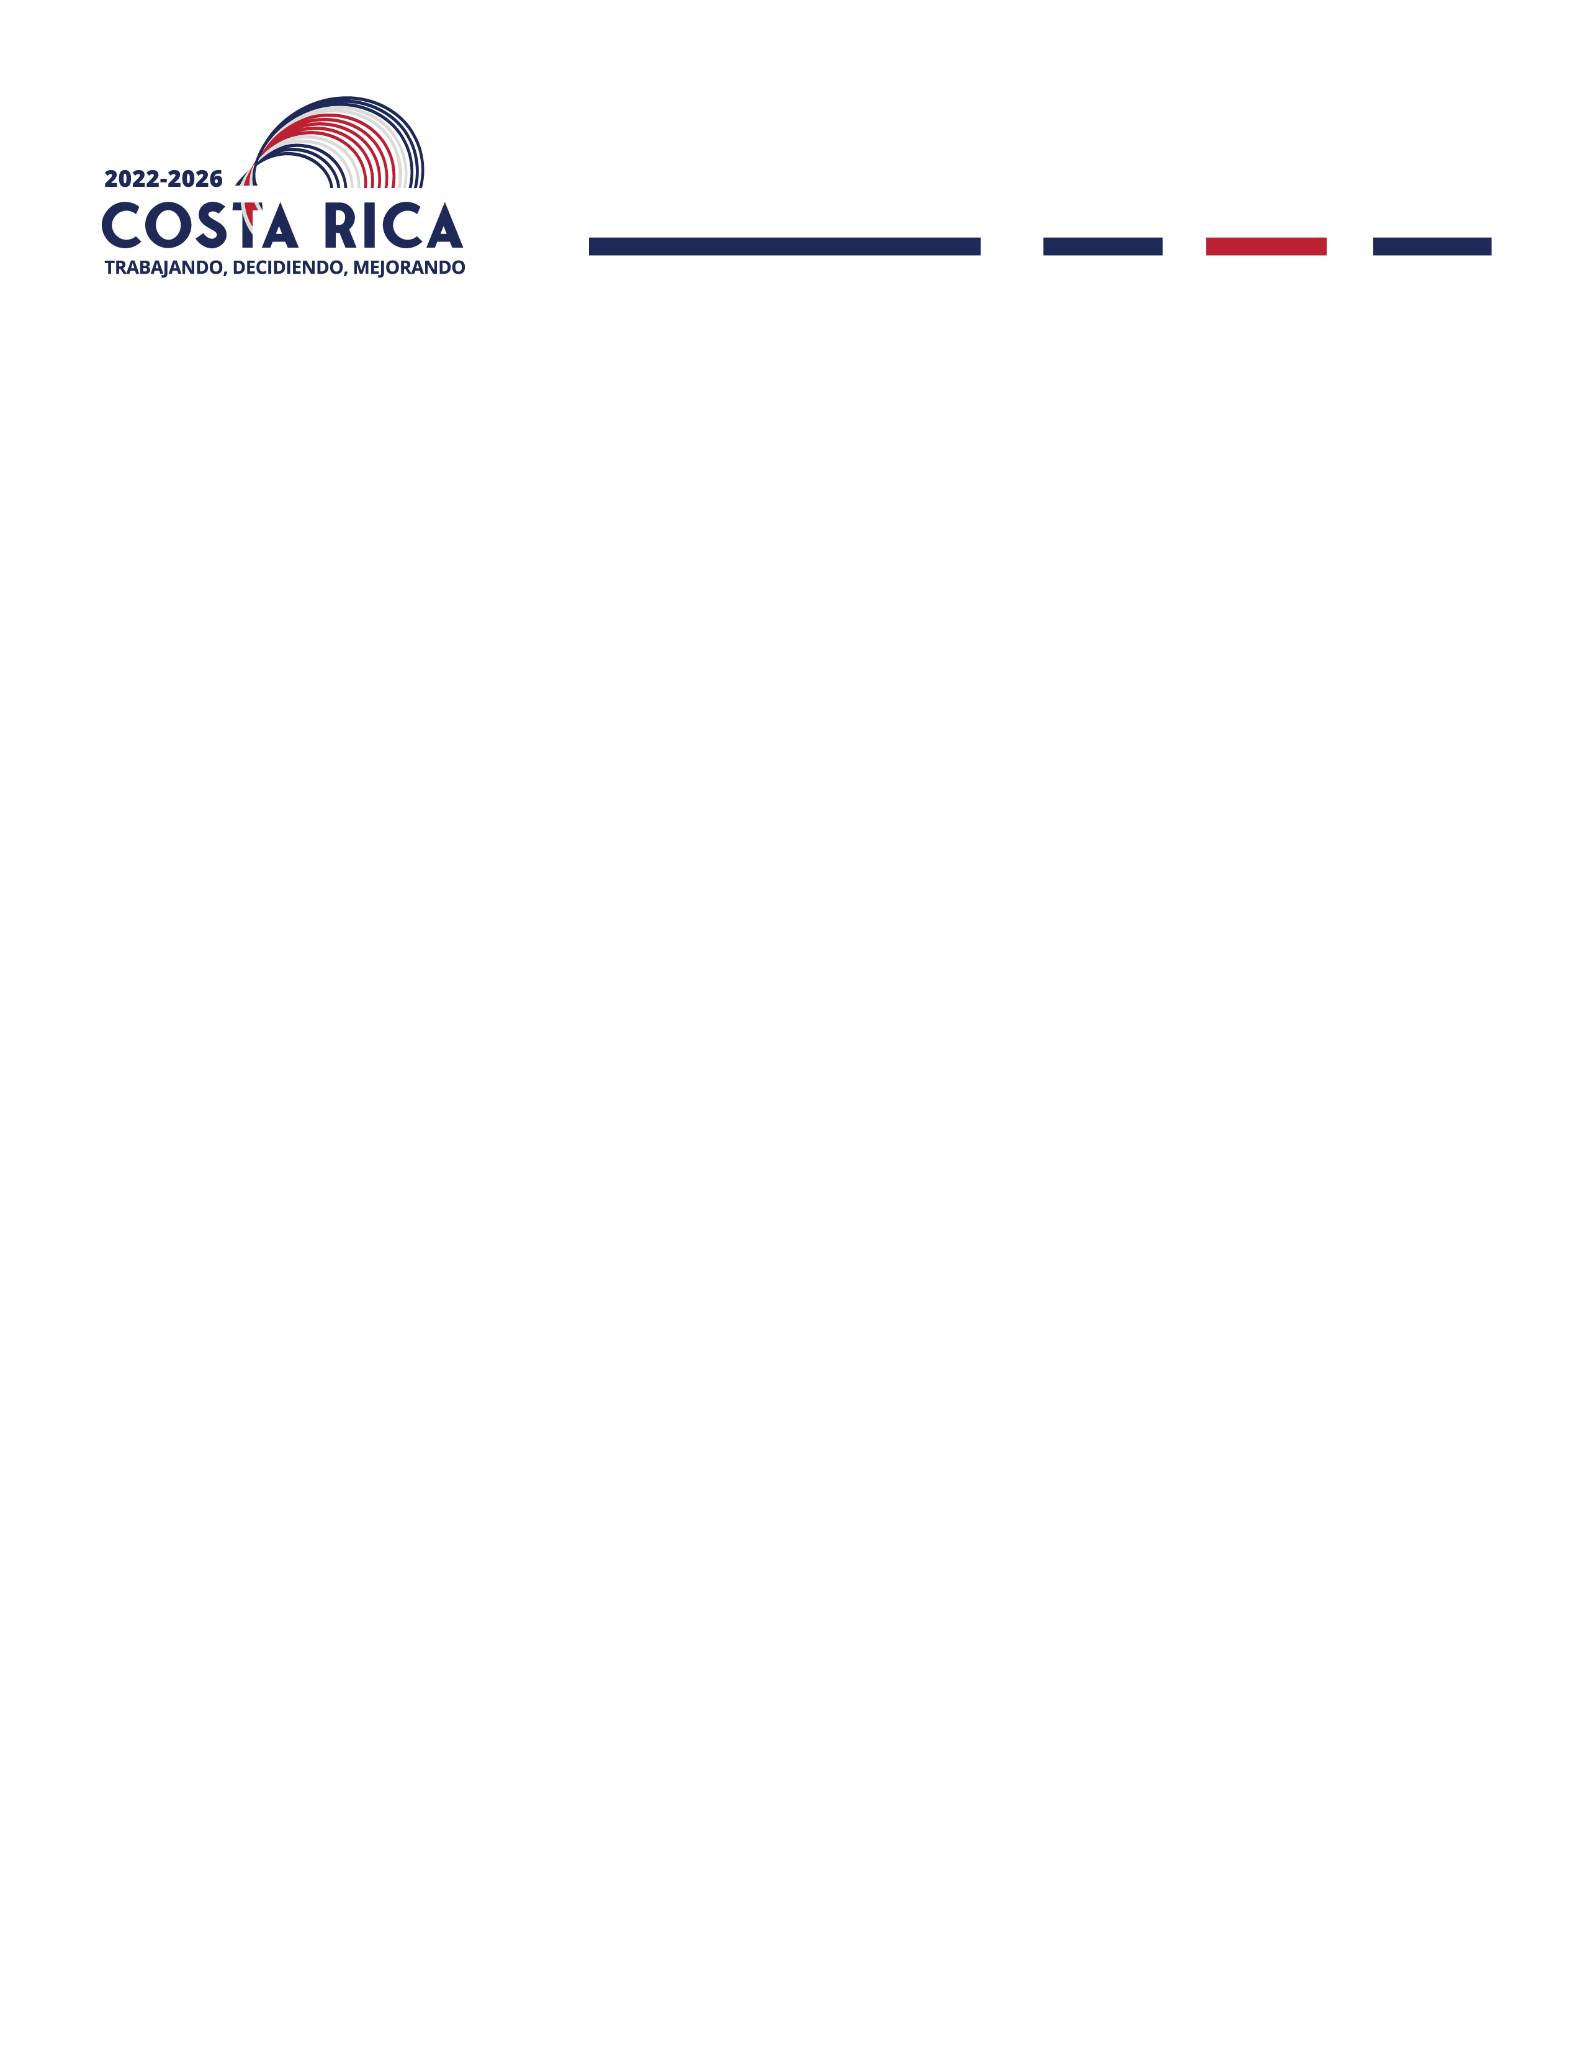 2022-2026
COSTA RICA
TRABAJANDO, DECIDIENDO, MEJORANDO